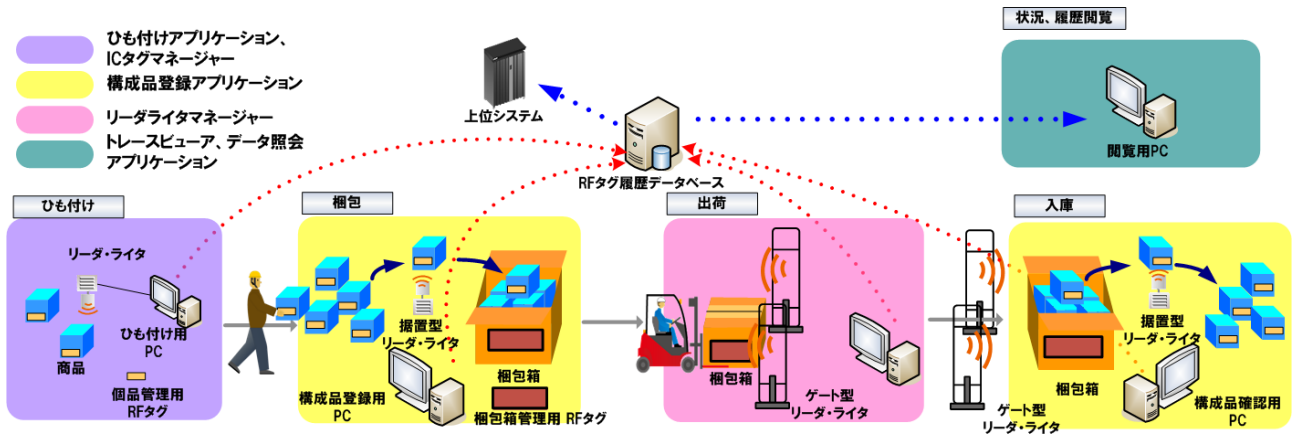 ひも付けアプリケーション、
ICタグマネージャー
構成品登録アプリケーション
リーダライタマネージャー
トレースビューア、データ照会
アプリケーション
上位システム
RFタグ履歴データベース
状況、履歴閲覧
閲覧用PC
ひも付け
リーダ・ライタ
ひも付け用
PC
商品
個品管理用
RFタグ
梱包
据置型
リーダ・ライタ
構成品登録用
PC
梱包箱
梱包箱管理用 RFタグ
出荷
梱包箱
ゲート型
リーダ・ライタ
ゲート型
リーダ・ライタ
入庫
据置型
リーダ・ライタ
梱包箱
構成品確認用
PC